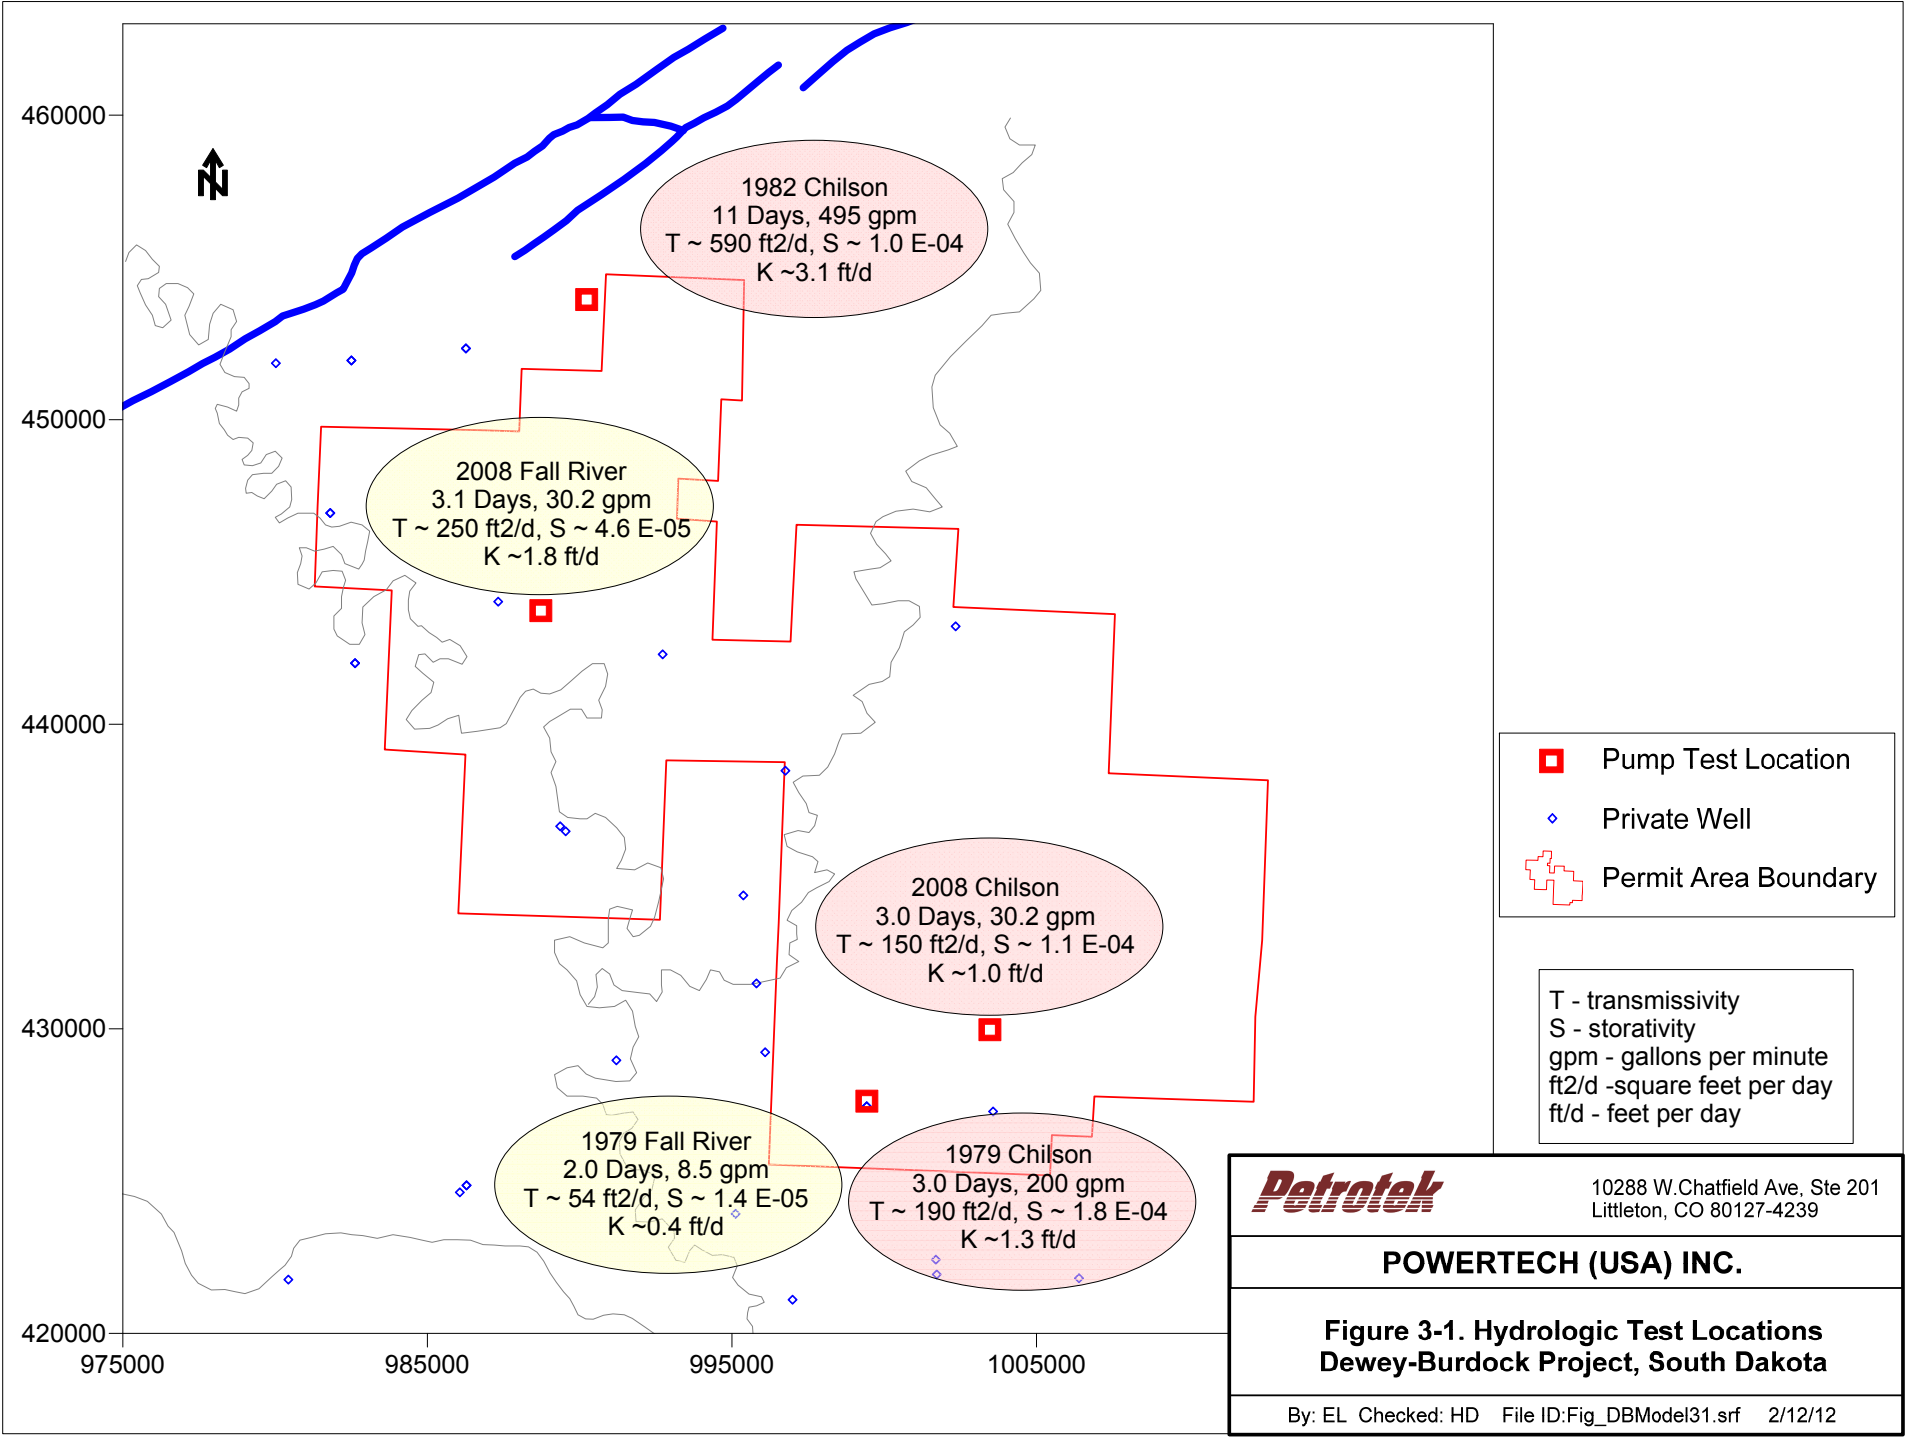 460000
450000
440000
430000
420000
975000
985000
995000
1005000
N
1982 Chilson
11 Days, 495 gpm
T ~ 590 ft2/d, S ~ 1.0 E-04
K ~3.1 ft/d
2008 Fall River
3.1 Days, 30.2 gpm
T ~ 250 ft2/d, S ~ 4.6 E-05
K ~1.8 ft/d
2008 Chilson
3.0 Days, 30.2 gpm
T ~ 150 ft2/d, S ~ 1.1 E-04
K ~1.0 ft/d
1979 Fall River
2.0 Days, 8.5 gpm
T ~ 54 ft2/d, S ~ 1.4 E-05
K ~0.4 ft/d
1979 Chilson
3.0 Days, 200 gpm
T ~ 190 ft2/d, S ~ 1.8 E-04
K ~1.3 ft/d
Pump Test Location
Private Well
Permit Area Boundary
T - transmissivity
S - storativity
gpm - gallons per minute
ft2/d -square feet per day
ft/d - feet per day
Petrotek
10288 W.Chatfield Ave, Ste 201
Littleton, CO 80127-4239
POWERTECH (USA) INC.
Figure 3-1. Hydrologic Test Locations
Dewey-Burdock Project, South Dakota
By: EL Checked: HD File ID:Fig_DBModel31.srf 2/12/12